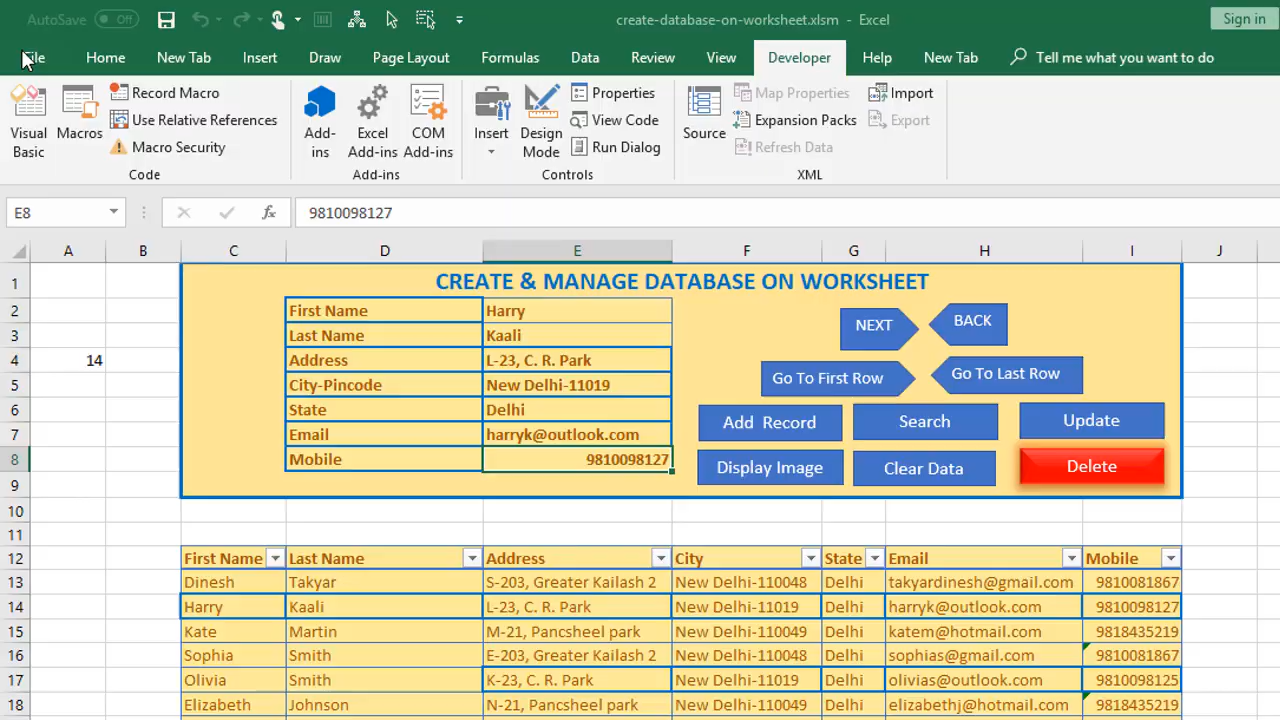 AutoSave Off create-database-on-worksheet.xlsm - Excel Sign in
File Home New Tab Insert Draw Page Layout Formulas Data Review View Developer Help New Tab Tell me what you want to do
Record Macro Properties Map Properties Import
Use Relative References View Code Expansion Packs Export
Visual Basic Macros Macro Security Add-ins Excel Add-ins COM Add-ins Insert Design Mode Run Dialog Source Refresh Data
Code Add-ins Controls XML
E8 fx 9810098127
A B C D E F G H I J
1 CREATE & MANAGE DATABASE ON WORKSHEET
2 First Name Harry NEXT BACK
3 Last Name Kaali
4 14 Address L-23, C. R. Park Go To First Row Go To Last Row
5 City-Pincode New Delhi-11019
6 State Delhi Add Record Search Update
7 Email harryk@outlook.com
8 Mobile 9810098127 Display Image Clear Data Delete
9
10
11
12 First Name Last Name Address City State Email Mobile
13 Dinesh Takyar S-203, Greater Kailash 2 New Delhi-110048 Delhi takyardinesh@gmail.com 9810081867
14 Harry Kaali L-23, C. R. Park New Delhi-11019 Delhi harryk@outlook.com 9810098127
15 Kate Martin M-21, Pancsheel park New Delhi-110049 Delhi katem@hotmail.com 9818435219
16 Sophia Smith E-203, Greater Kailash 2 New Delhi-110048 Delhi sophias@gmail.com 9810081867
17 Olivia Smith K-23, C. R. Park New Delhi-11019 Delhi olivias@outlook.com 9810098125
18 Elizabeth Johnson N-21, Pancsheel park New Delhi-110049 Delhi elizabethj@hotmail.com 9818435219